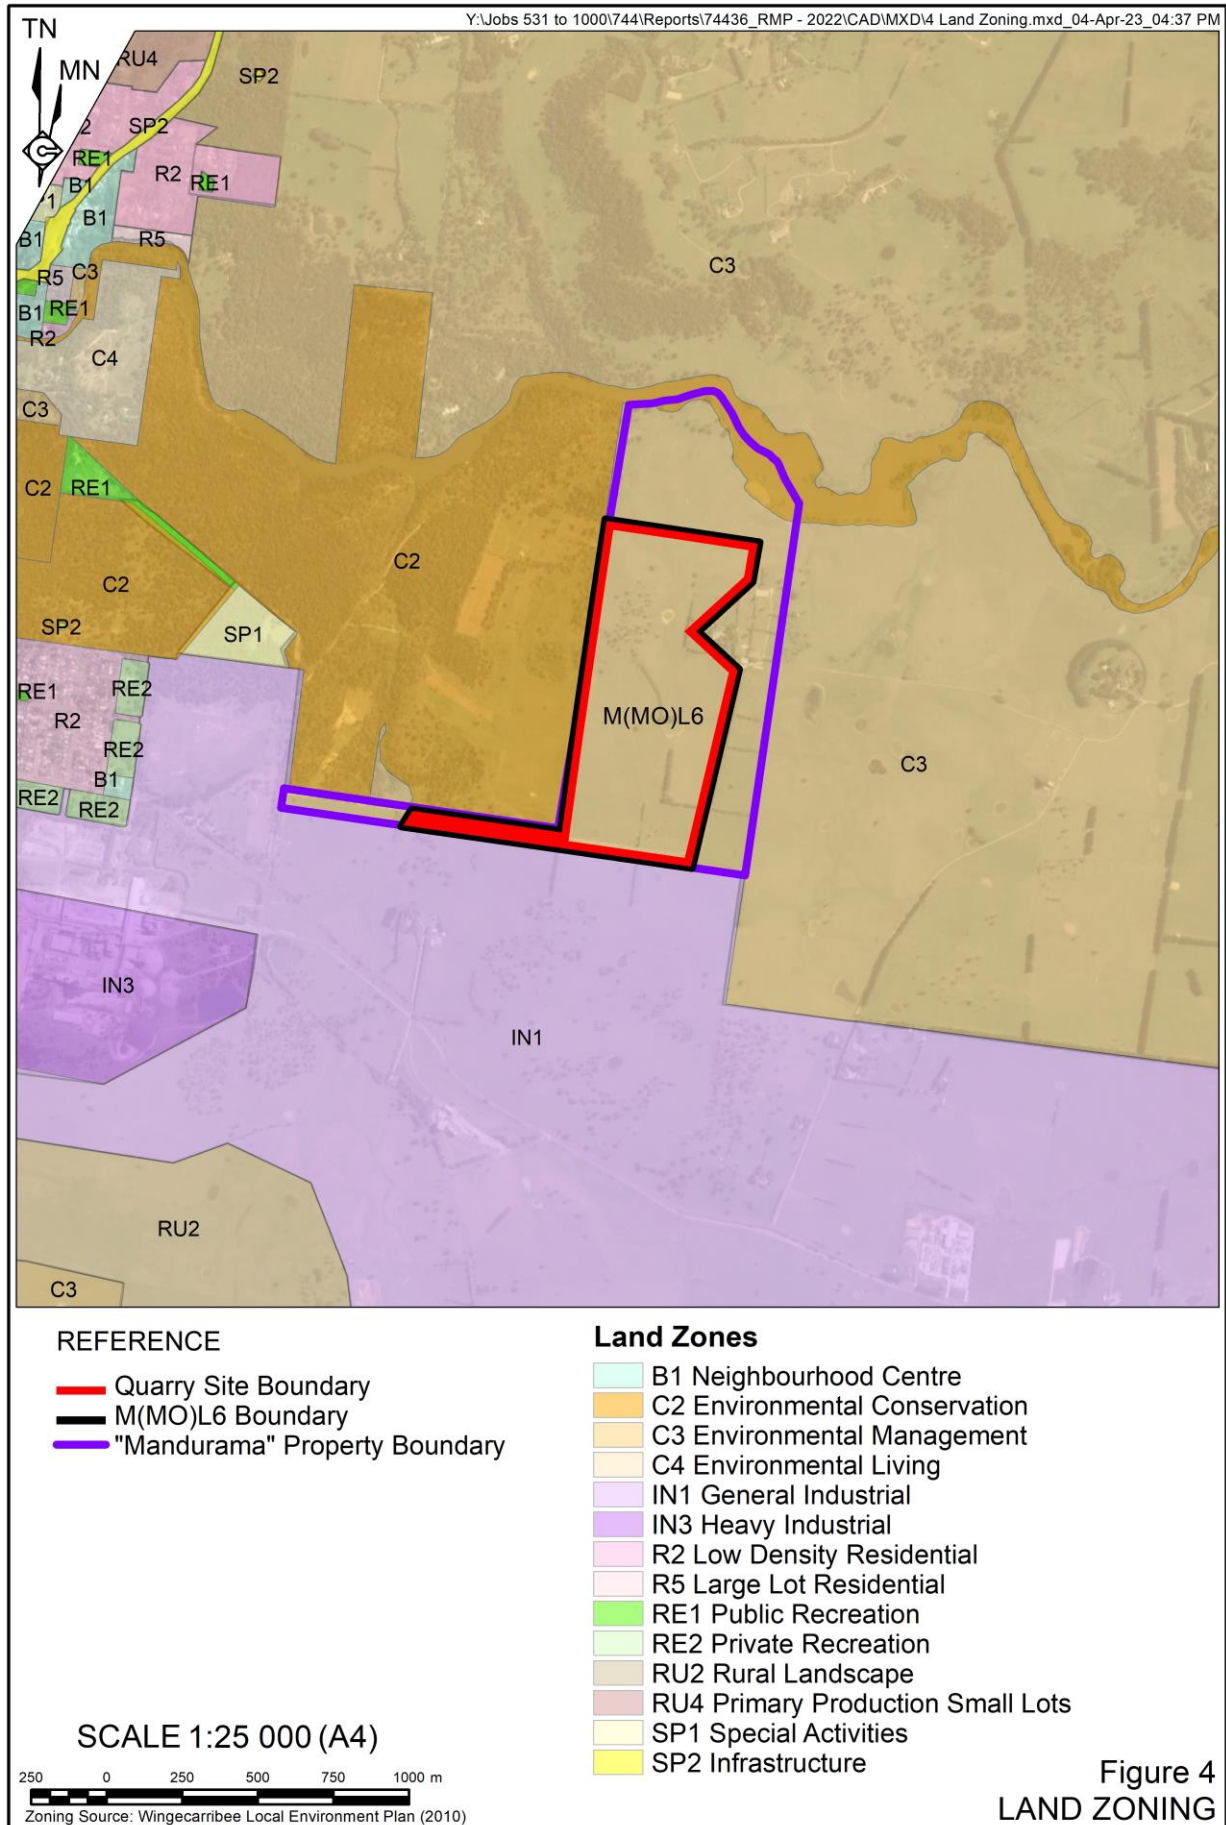 Y:\Jobs 531 to 1000\744\Reports\74436_RMP - 2022\CAD\MXD\4 Land Zoning.mxd_04-Apr-23_04:37 PM
TN
MN
RU4
SP2
2
SP2
RE1
R2
RE1
B1
1
B1
B1
R5
C3
R5
C3
RE1
B1
R2
C4
C3
C2
RE1
C2
C2
SP2
SP1
RE1
RE2
R2
M(MO)L6
RE2
C3
B1
RE2
RE2
IN3
IN1
RU2
C3
REFERENCE
Quarry Site Boundary
M(MO)L6 Boundary
"Mandurama" Property Boundary
Land Zones
B1 Neighbourhood Centre
C2 Environmental Conservation
C3 Environmental Management
C4 Environmental Living
IN1 General Industrial
IN3 Heavy Industrial
R2 Low Density Residential
R5 Large Lot Residential
RE1 Public Recreation
RE2 Private Recreation
RU2 Rural Landscape
RU4 Primary Production Small Lots
SP1 Special Activities
SP2 Infrastructure
SCALE 1:25 000 (A4)
250 0 250 500 750 1000 m
Zoning Source: Wingecarribee Local Environment Plan (2010)
Figure 4
LAND ZONING